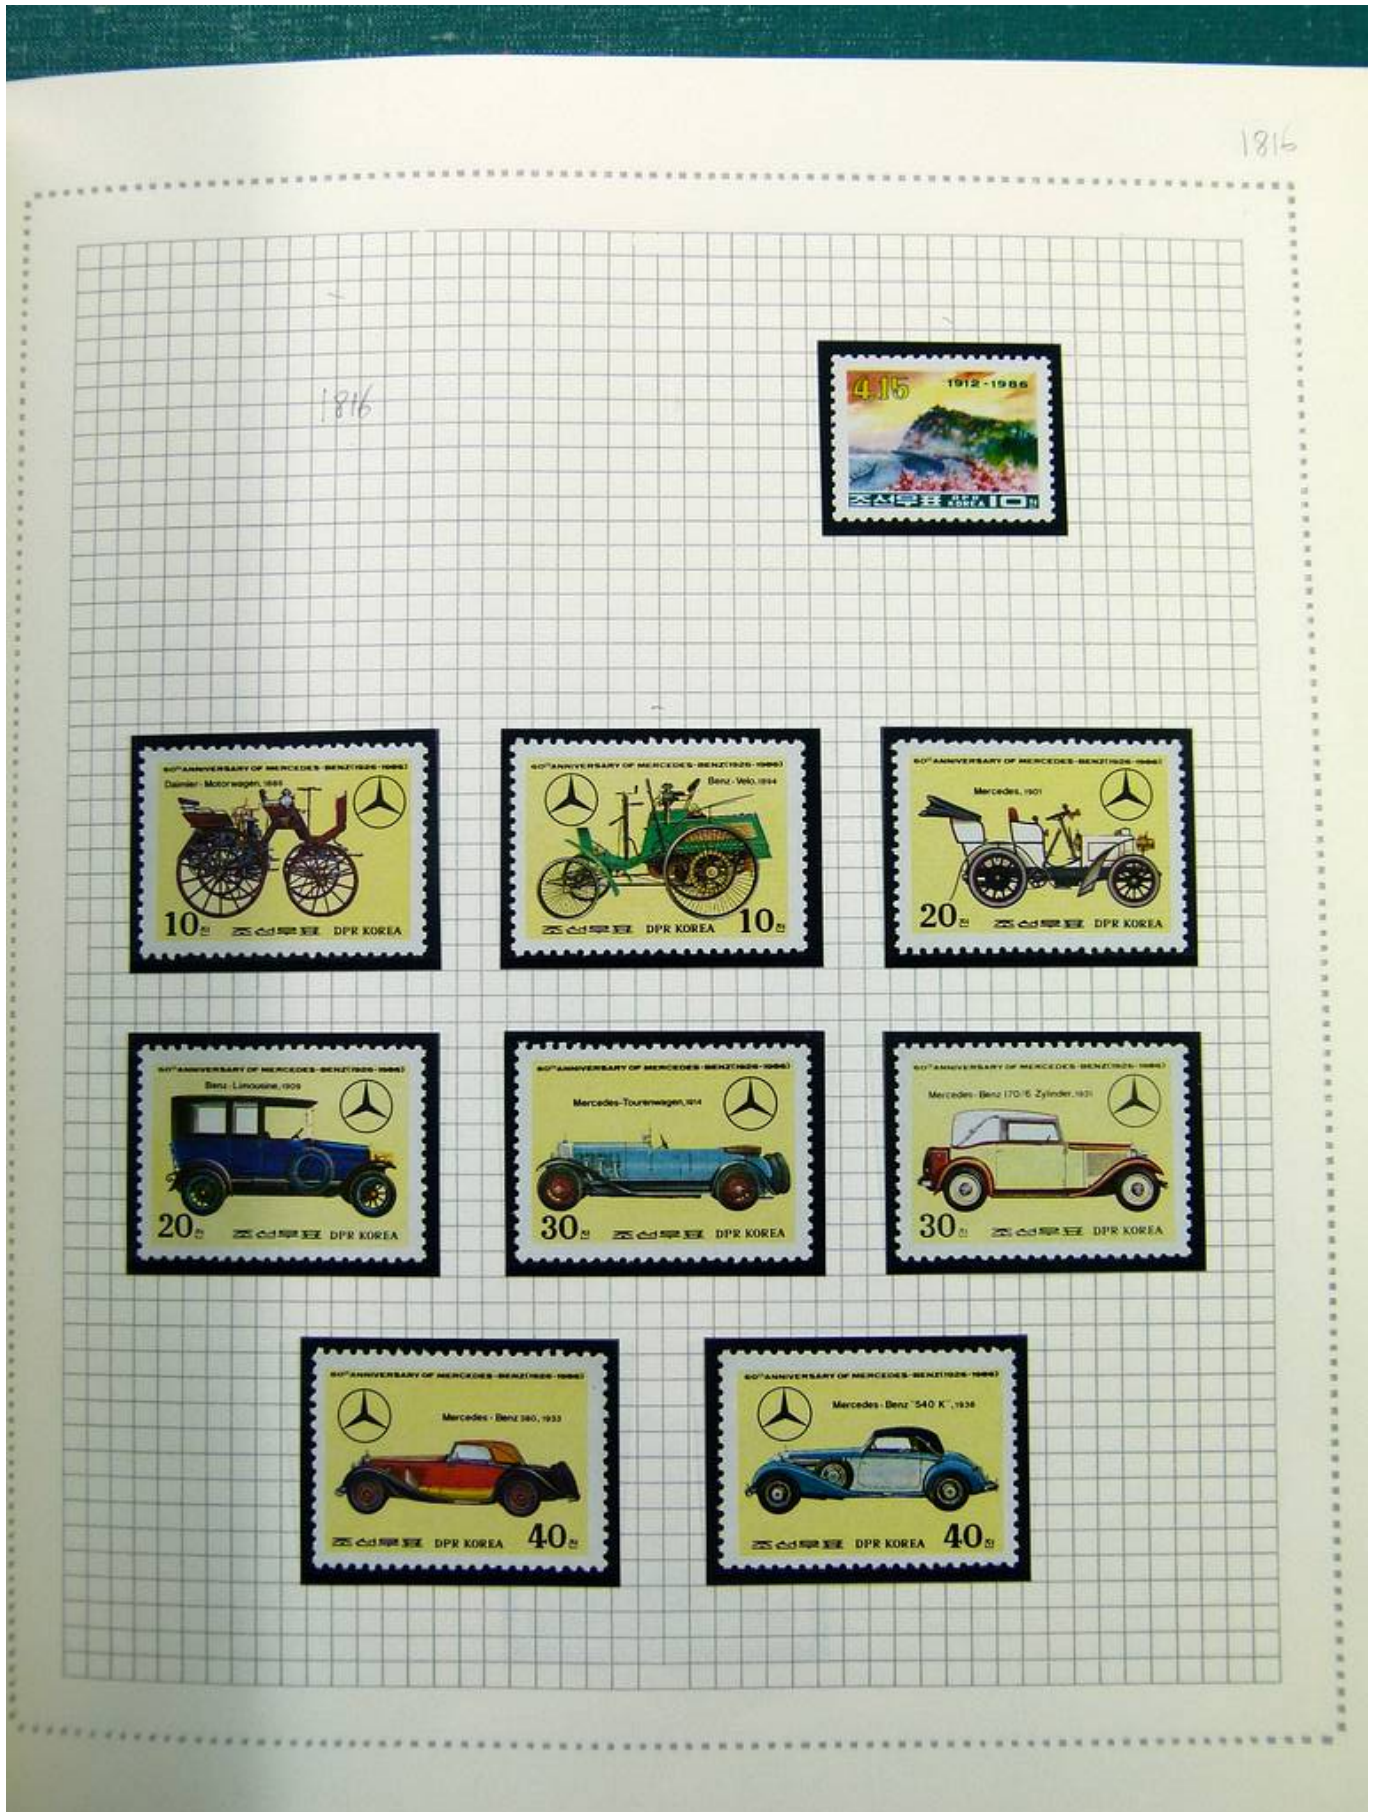 1816
1816
4.15
1912-1986
조선우표 DPR KOREA 10전
60TH ANNIVERSARY OF MERCEDES-BENZ(1926-1986)
Daimler-Motorwagen, 1886
10전 조선우표 DPR KOREA
60TH ANNIVERSARY OF MERCEDES-BENZ(1926-1986)
Benz-Velo, 1894
조선우표 DPR KOREA 10전
60TH ANNIVERSARY OF MERCEDES-BENZ(1926-1986)
Mercedes, 1901
20전 조선우표 DPR KOREA
60TH ANNIVERSARY OF MERCEDES-BENZ(1926-1986)
Benz-Limousine, 1909
20전 조선우표 DPR KOREA
60TH ANNIVERSARY OF MERCEDES-BENZ(1926-1986)
Mercedes-Tourenwagen, 1914
30전 조선우표 DPR KOREA
60TH ANNIVERSARY OF MERCEDES-BENZ(1926-1986)
Mercedes-Benz 170/6 Zylinder, 1931
30전 조선우표 DPR KOREA
60TH ANNIVERSARY OF MERCEDES-BENZ(1926-1986)
Mercedes-Benz 380, 1933
조선우표 DPR KOREA 40전
60TH ANNIVERSARY OF MERCEDES-BENZ(1926-1986)
Mercedes-Benz "540 K", 1936
조선우표 DPR KOREA 40전